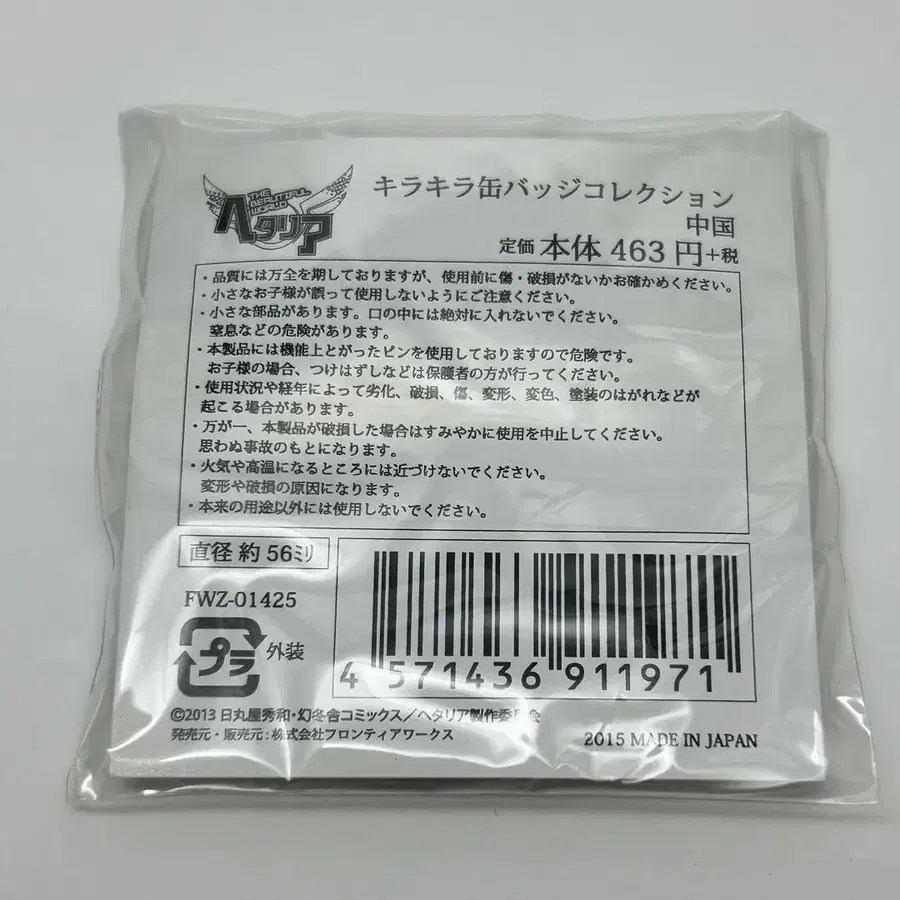 THE
BEAUTIFUL
WORLD
ヘタリア
キラキラ缶バッジコレクション
中国
定価 本体 463 円+税
・品質には万全を期しておりますが、使用前に傷・破損がないかお確かめください。
・小さなお子様が誤って使用しないようにご注意ください。
・小さな部品があります。口の中には絶対に入れないでください。
窒息などの危険があります。
・本製品には機能上とがったピンを使用しておりますので危険です。
お子様の場合、つけはずしなどは保護者の方が行ってください。
・使用状況や経年によって劣化、破損、傷、変形、変色、塗装のはがれなどが
起こる場合があります。
・万が一、本製品が破損した場合はすみやかに使用を中止してください。
思わぬ事故のもとになります。
・火気や高温になるところには近づけないでください。
変形や破損の原因になります。
・本来の用途以外には使用しないでください。
直径 約 56ミリ
FWZ-01425
プラ 外装
4 571436 911971
©2013 日丸屋秀和・幻冬舎コミックス/ヘタリア製作委員会
発売元・販売元:株式会社フロンティアワークス
2015 MADE IN JAPAN